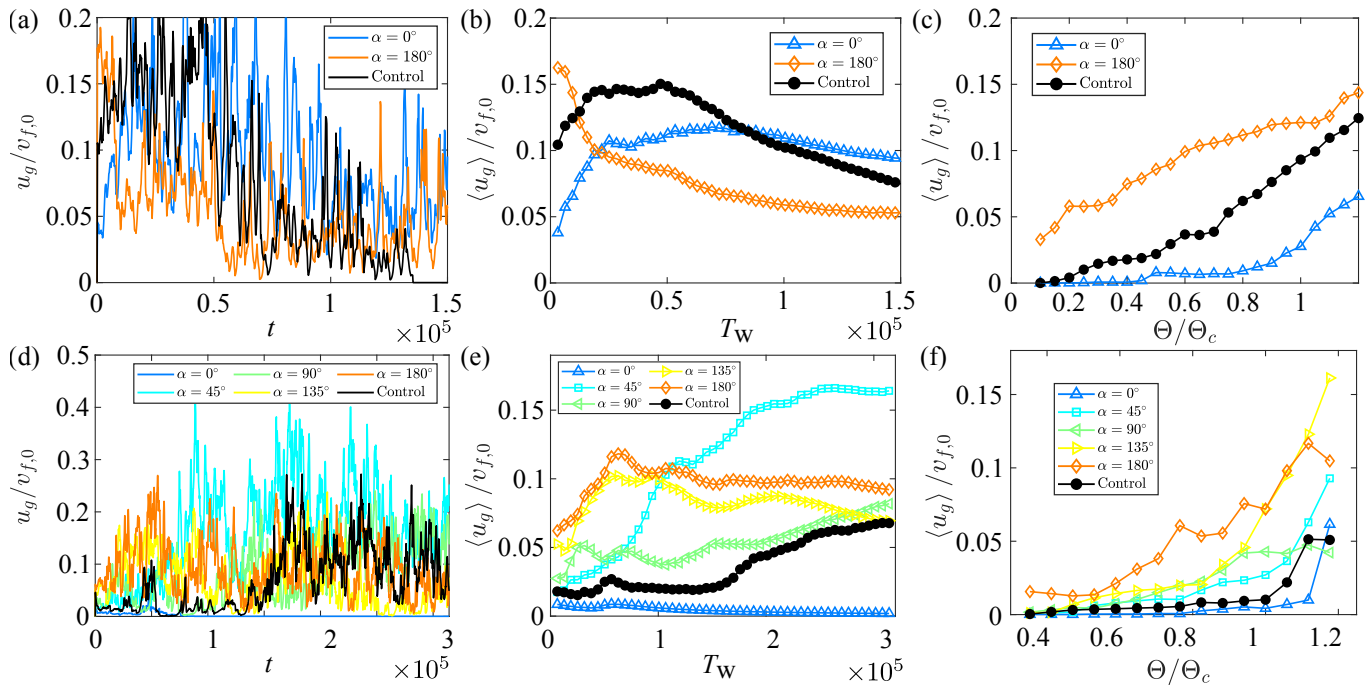 (a)
u_g/v_{f,0}
0.2
0.15
0.1
0.05
0
α = 0°
α = 180°
Control
0 0.5 1 1.5
t
×10^5
(b)
⟨u_g⟩/v_{f,0}
0.2
0.15
0.1
0.05
0
α = 0°
α = 180°
Control
0 0.5 1 1.5
T_W
×10^5
(c)
⟨u_g⟩/v_{f,0}
0.2
0.15
0.1
0.05
0
α = 0°
α = 180°
Control
0 0.2 0.4 0.6 0.8 1
Θ/Θ_c
(d)
u_g/v_{f,0}
0.5
0.4
0.3
0.2
0.1
0
α = 0° α = 90° α = 180°
α = 45° α = 135° Control
0 1 2 3
t
×10^5
(e)
⟨u_g⟩/v_{f,0}
0.15
0.1
0.05
0
α = 0° α = 135°
α = 45° α = 180°
α = 90° Control
0 1 2 3
T_W
×10^5
(f)
⟨u_g⟩/v_{f,0}
0.15
0.1
0.05
0
α = 0°
α = 45°
α = 90°
α = 135°
α = 180°
Control
0.4 0.6 0.8 1 1.2
Θ/Θ_c